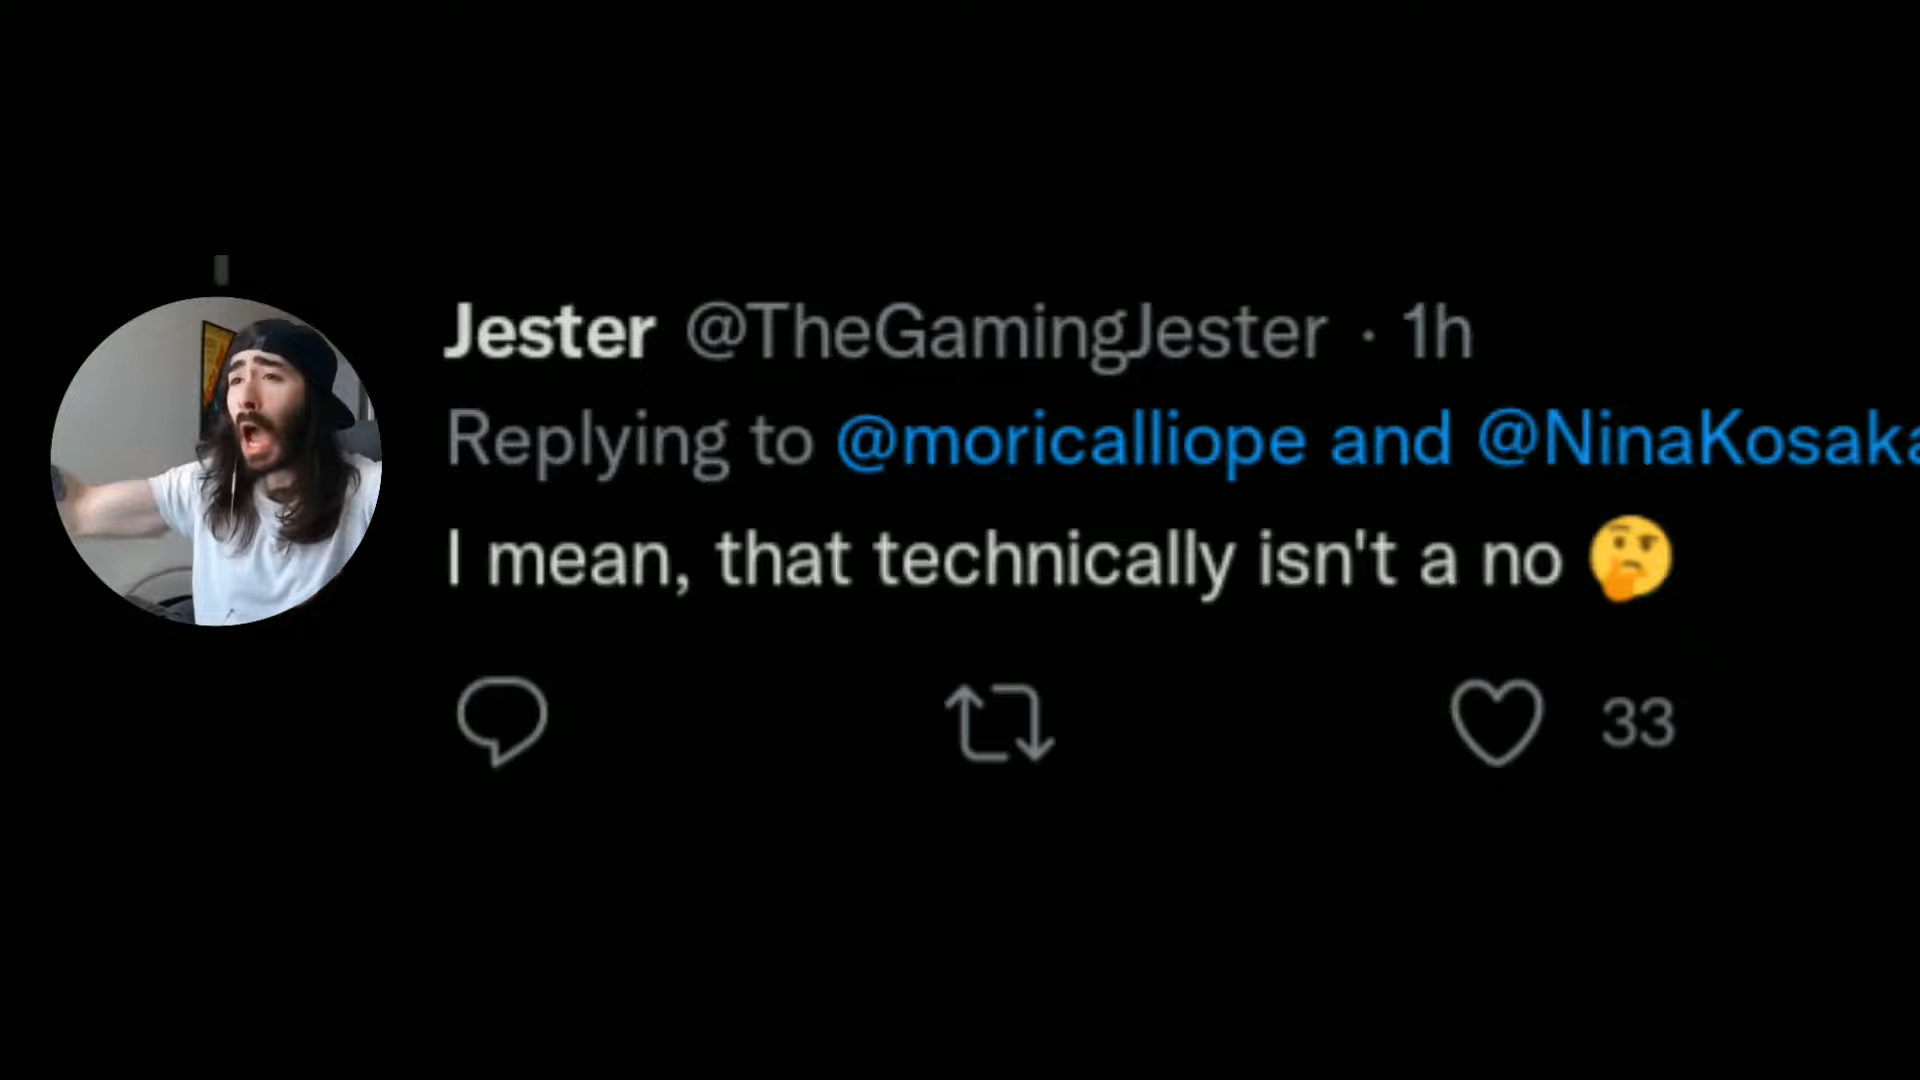 Jester @TheGamingJester · 1h
Replying to @moricalliope and @NinaKosaka
I mean, that technically isn't a no 🤔
33